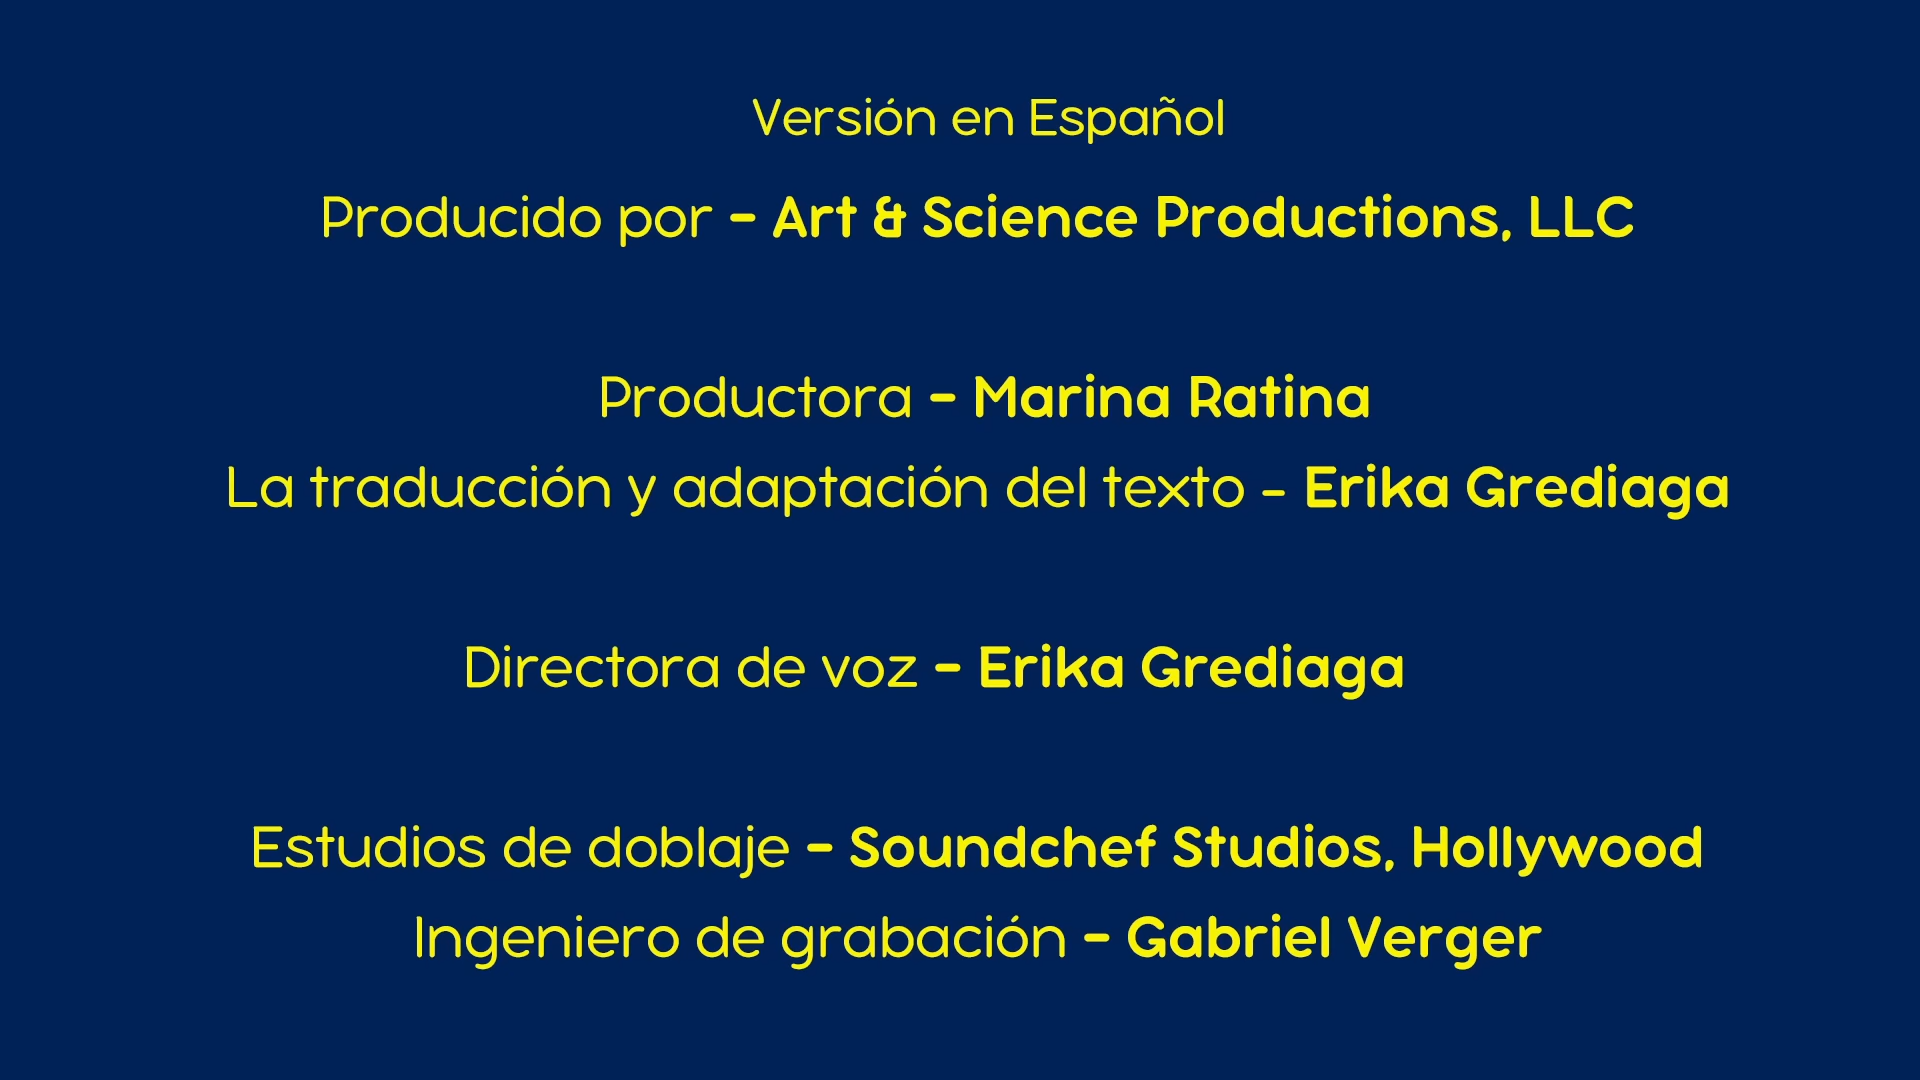 Versión en Español
Producido por - Art & Science Productions, LLC
Productora - Marina Ratina
La traducción y adaptación del texto - Erika Grediaga
Directora de voz - Erika Grediaga
Estudios de doblaje - Soundchef Studios, Hollywood
Ingeniero de grabación - Gabriel Verger